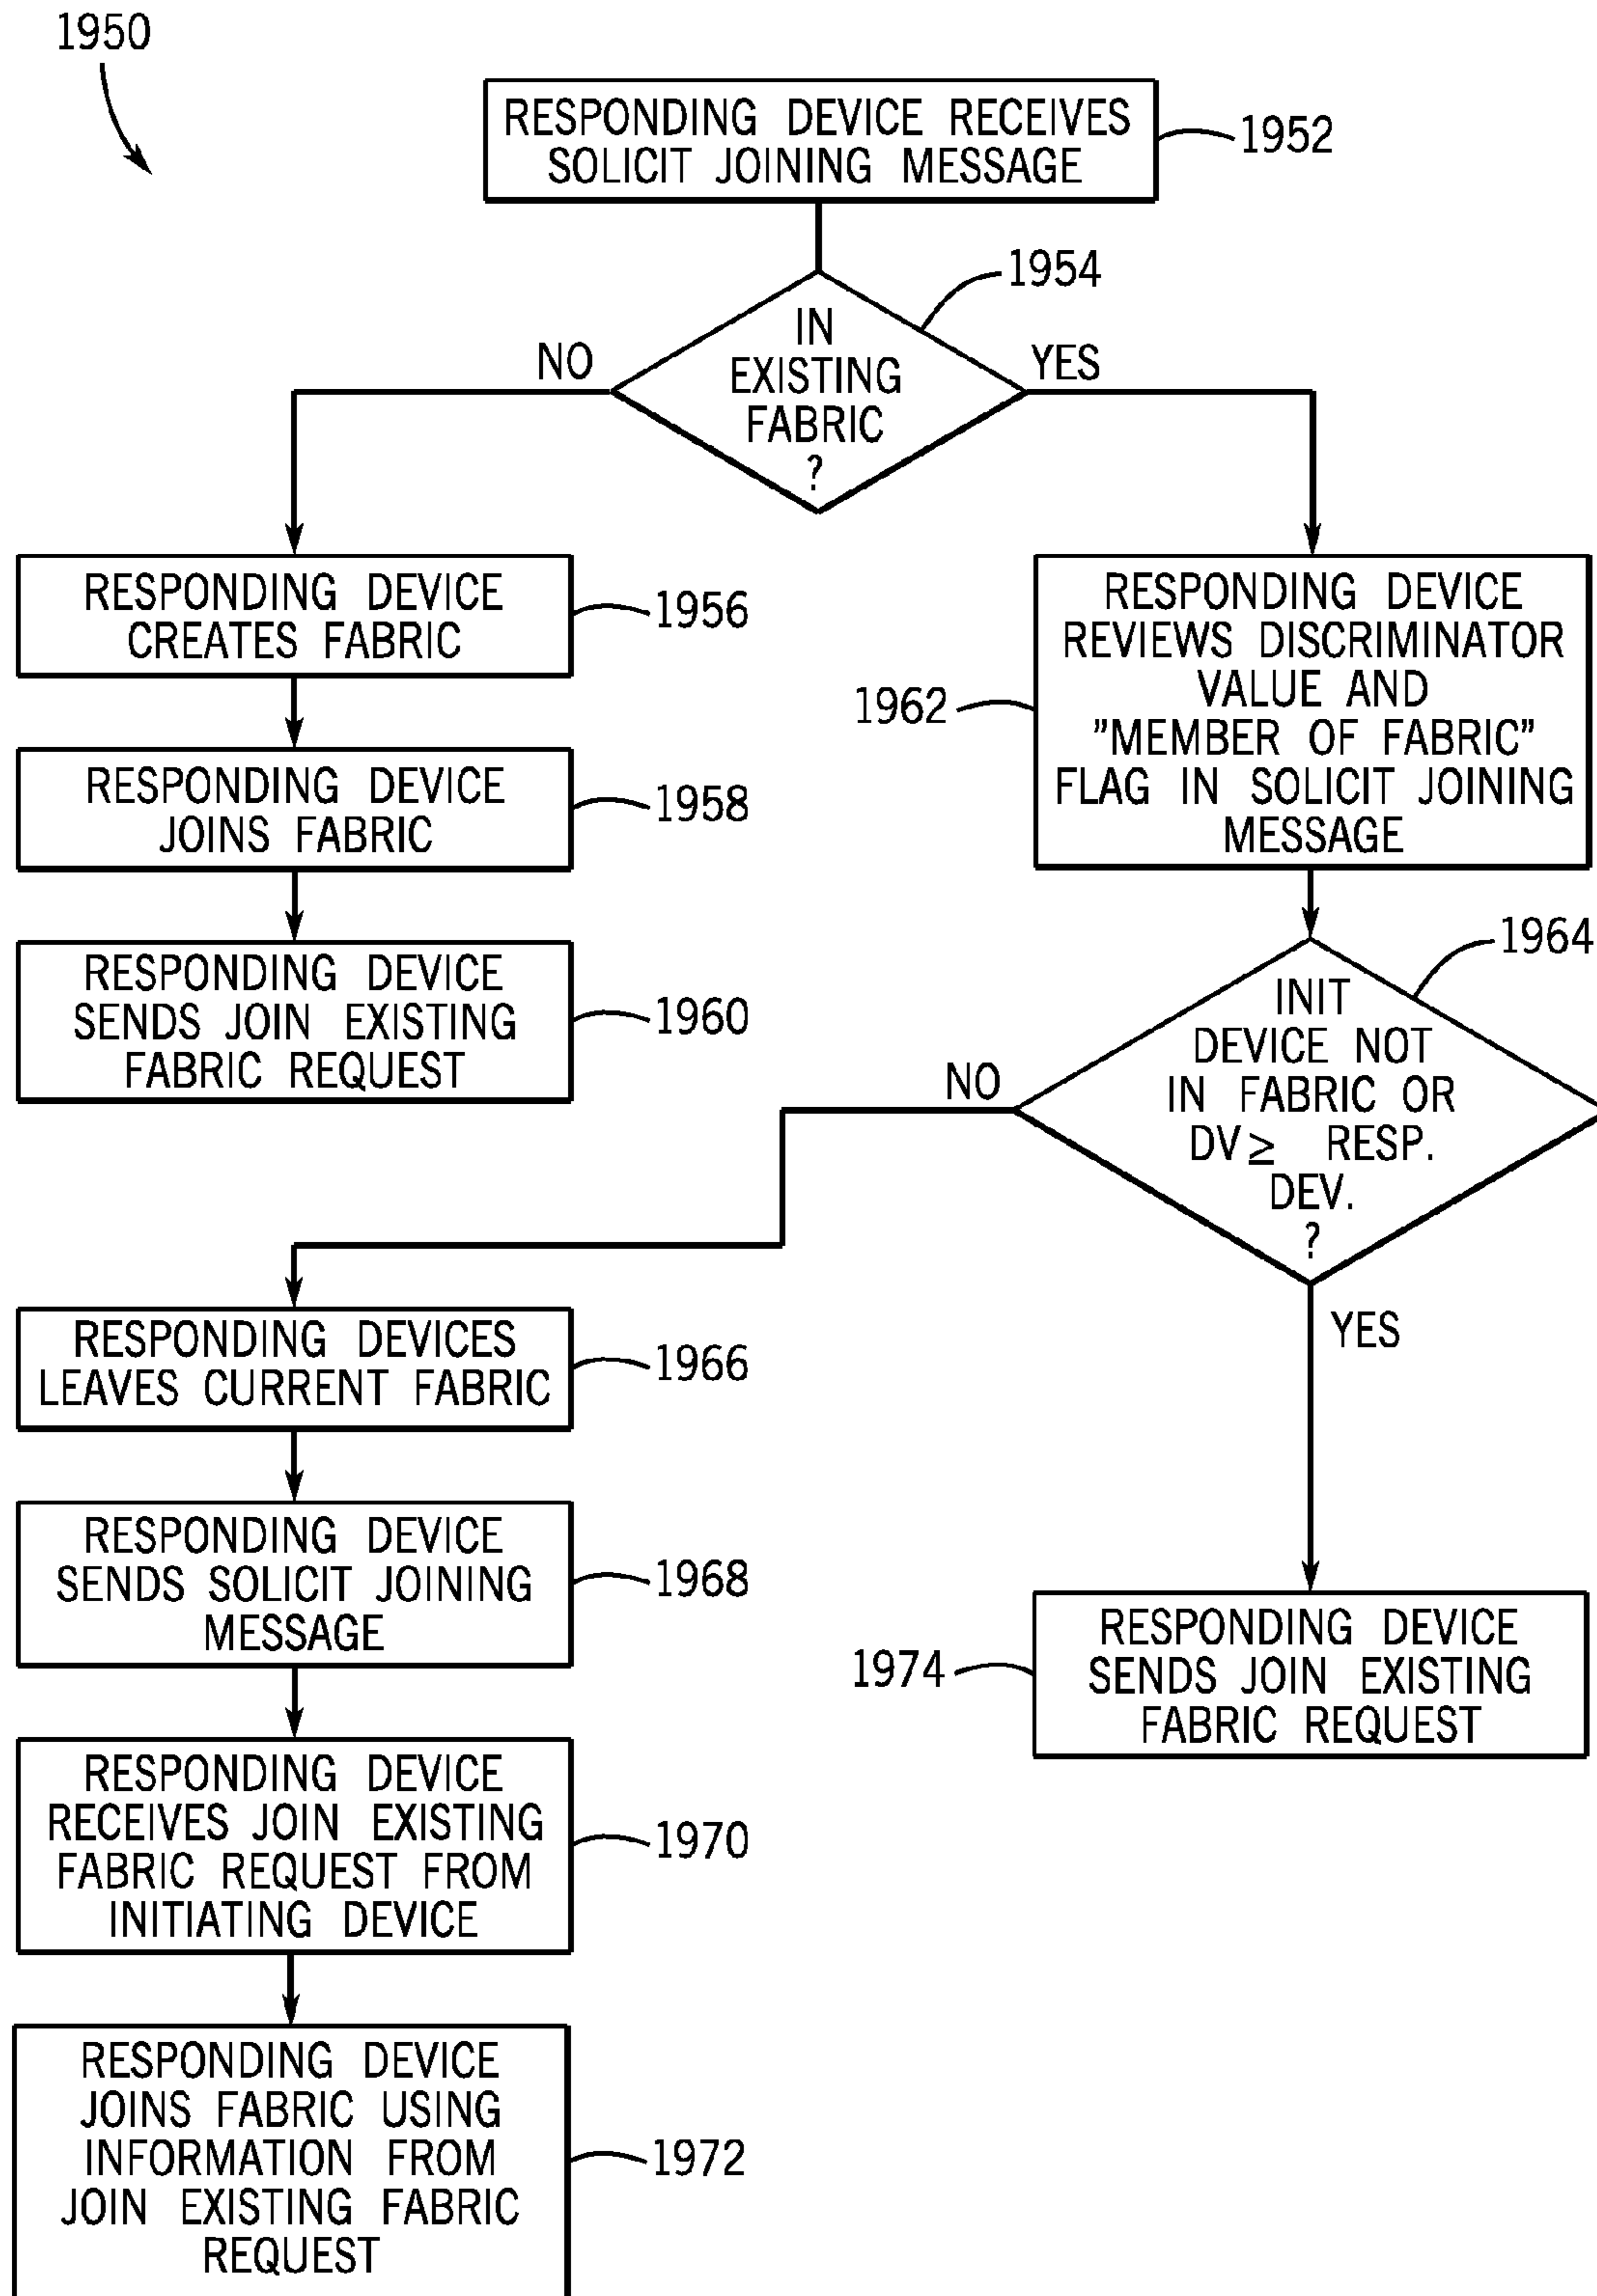 1950
RESPONDING DEVICE RECEIVES
SOLICIT JOINING MESSAGE
1952
1954
IN
EXISTING
FABRIC
?
NO
YES
RESPONDING DEVICE
CREATES FABRIC
1956
RESPONDING DEVICE
JOINS FABRIC
1958
RESPONDING DEVICE
SENDS JOIN EXISTING
FABRIC REQUEST
1960
RESPONDING DEVICE
REVIEWS DISCRIMINATOR
VALUE AND
”MEMBER OF FABRIC”
FLAG IN SOLICIT JOINING
MESSAGE
1962
1964
INIT
DEVICE NOT
IN FABRIC OR
DV≥ RESP.
DEV.
?
NO
YES
RESPONDING DEVICES
LEAVES CURRENT FABRIC
1966
RESPONDING DEVICE
SENDS SOLICIT JOINING
MESSAGE
1968
RESPONDING DEVICE
RECEIVES JOIN EXISTING
FABRIC REQUEST FROM
INITIATING DEVICE
1970
RESPONDING DEVICE
JOINS FABRIC USING
INFORMATION FROM
JOIN EXISTING FABRIC
REQUEST
1972
RESPONDING DEVICE
SENDS JOIN EXISTING
FABRIC REQUEST
1974